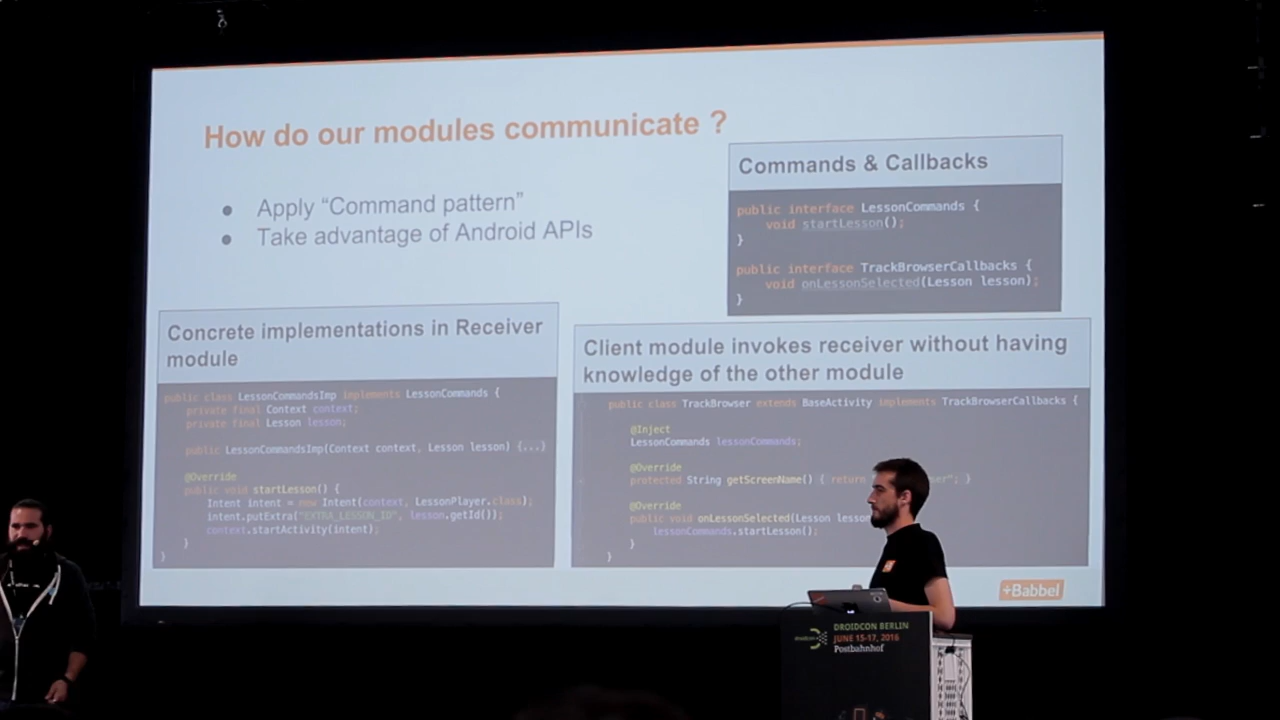 How do our modules communicate ?
● Apply “Command pattern”
● Take advantage of Android APIs
Commands & Callbacks
public interface LessonCommands {
void startLesson();
}
public interface TrackBrowserCallbacks {
void onLessonSelected(Lesson lesson);
}
Concrete implementations in Receiver
module
public class LessonCommandsImp implements LessonCommands {
private final Context context;
private final Lesson lesson;
public LessonCommandsImp(Context context, Lesson lesson) {...}
@Override
public void startLesson() {
Intent intent = new Intent(context, LessonPlayer.class);
intent.putExtra("EXTRA_LESSON_ID", lesson.getId());
context.startActivity(intent);
}
}
Client module invokes receiver without having
knowledge of the other module
public class TrackBrowser extends BaseActivity implements TrackBrowserCallbacks {
@Inject
LessonCommands lessonCommands;
@Override
protected String getScreenName() { return "; }
@Override
public void onLessonSelected(Lesson lesson
lessonCommands.startLesson();
}
}
+Babbel
droidcon
DROIDCON BERLIN
JUNE 15-17, 2016
Postbahnhof